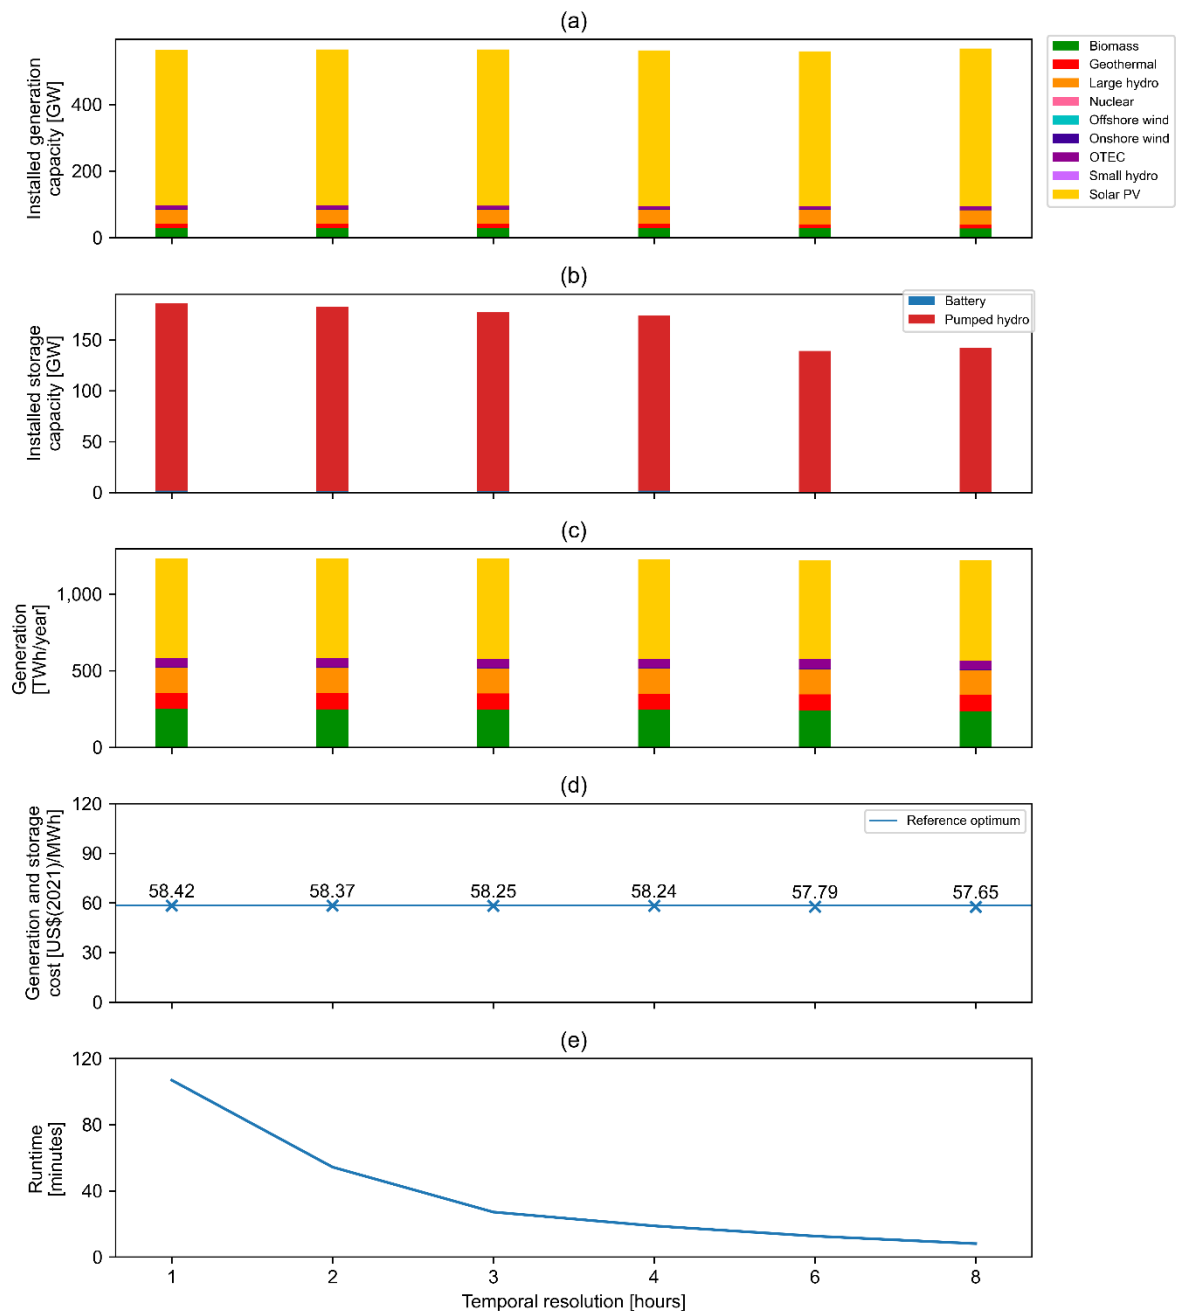 (a)
Installed generation
capacity [GW]
400
200
0
Biomass
Geothermal
Large hydro
Nuclear
Offshore wind
Onshore wind
OTEC
Small hydro
Solar PV
(b)
Installed storage
capacity [GW]
150
100
50
0
Battery
Pumped hydro
(c)
Generation
[TWh/year]
1,000
500
0
(d)
Generation and storage
cost [US$(2021)/MWh]
120
90
60
30
0
Reference optimum
58.42 58.37 58.25 58.24 57.79 57.65
(e)
Runtime
[minutes]
120
80
40
0
1 2 3 4 6 8
Temporal resolution [hours]